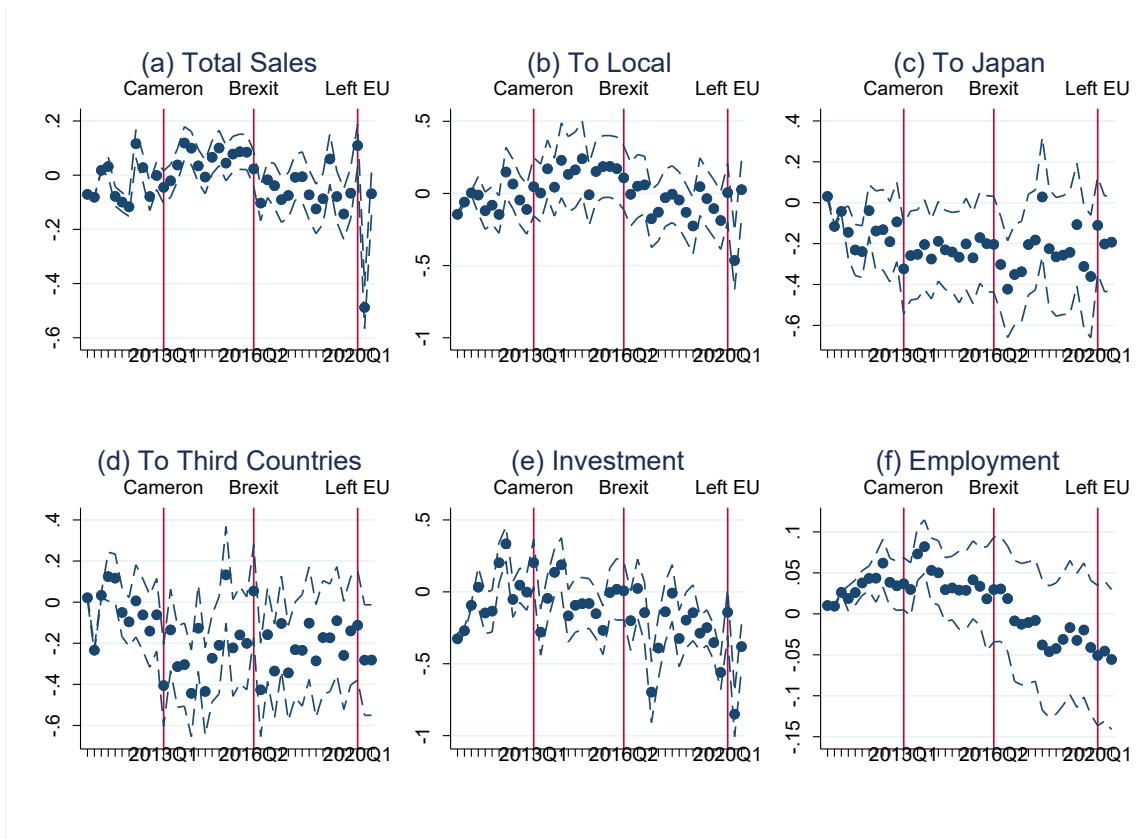 (a) Total Sales
Cameron Brexit Left EU
.2
0
-.2
-.4
-.6
2013Q1 2016Q2 2020Q1
(b) To Local
Cameron Brexit Left EU
.5
0
-.5
-1
2013Q1 2016Q2 2020Q1
(c) To Japan
Cameron Brexit Left EU
.4
.2
0
-.2
-.4
-.6
2013Q1 2016Q2 2020Q1
(d) To Third Countries
Cameron Brexit Left EU
.4
.2
0
-.2
-.4
-.6
2013Q1 2016Q2 2020Q1
(e) Investment
Cameron Brexit Left EU
.5
0
-.5
-1
2013Q1 2016Q2 2020Q1
(f) Employment
Cameron Brexit Left EU
.1
.05
0
-.05
-.1
-.15
2013Q1 2016Q2 2020Q1